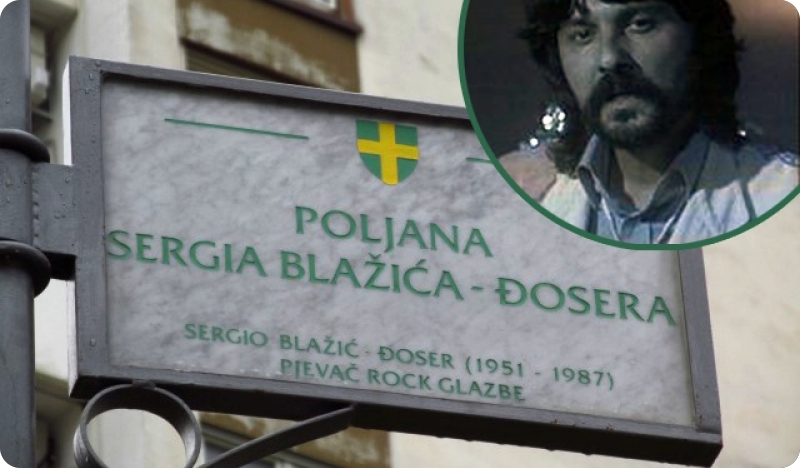 POLJANA
SERGIA BLAŽIĆA - ĐOSERA
SERGIO BLAŽIĆ - ĐOSER (1951 - 1987)
PJEVAČ ROCK GLAZBE